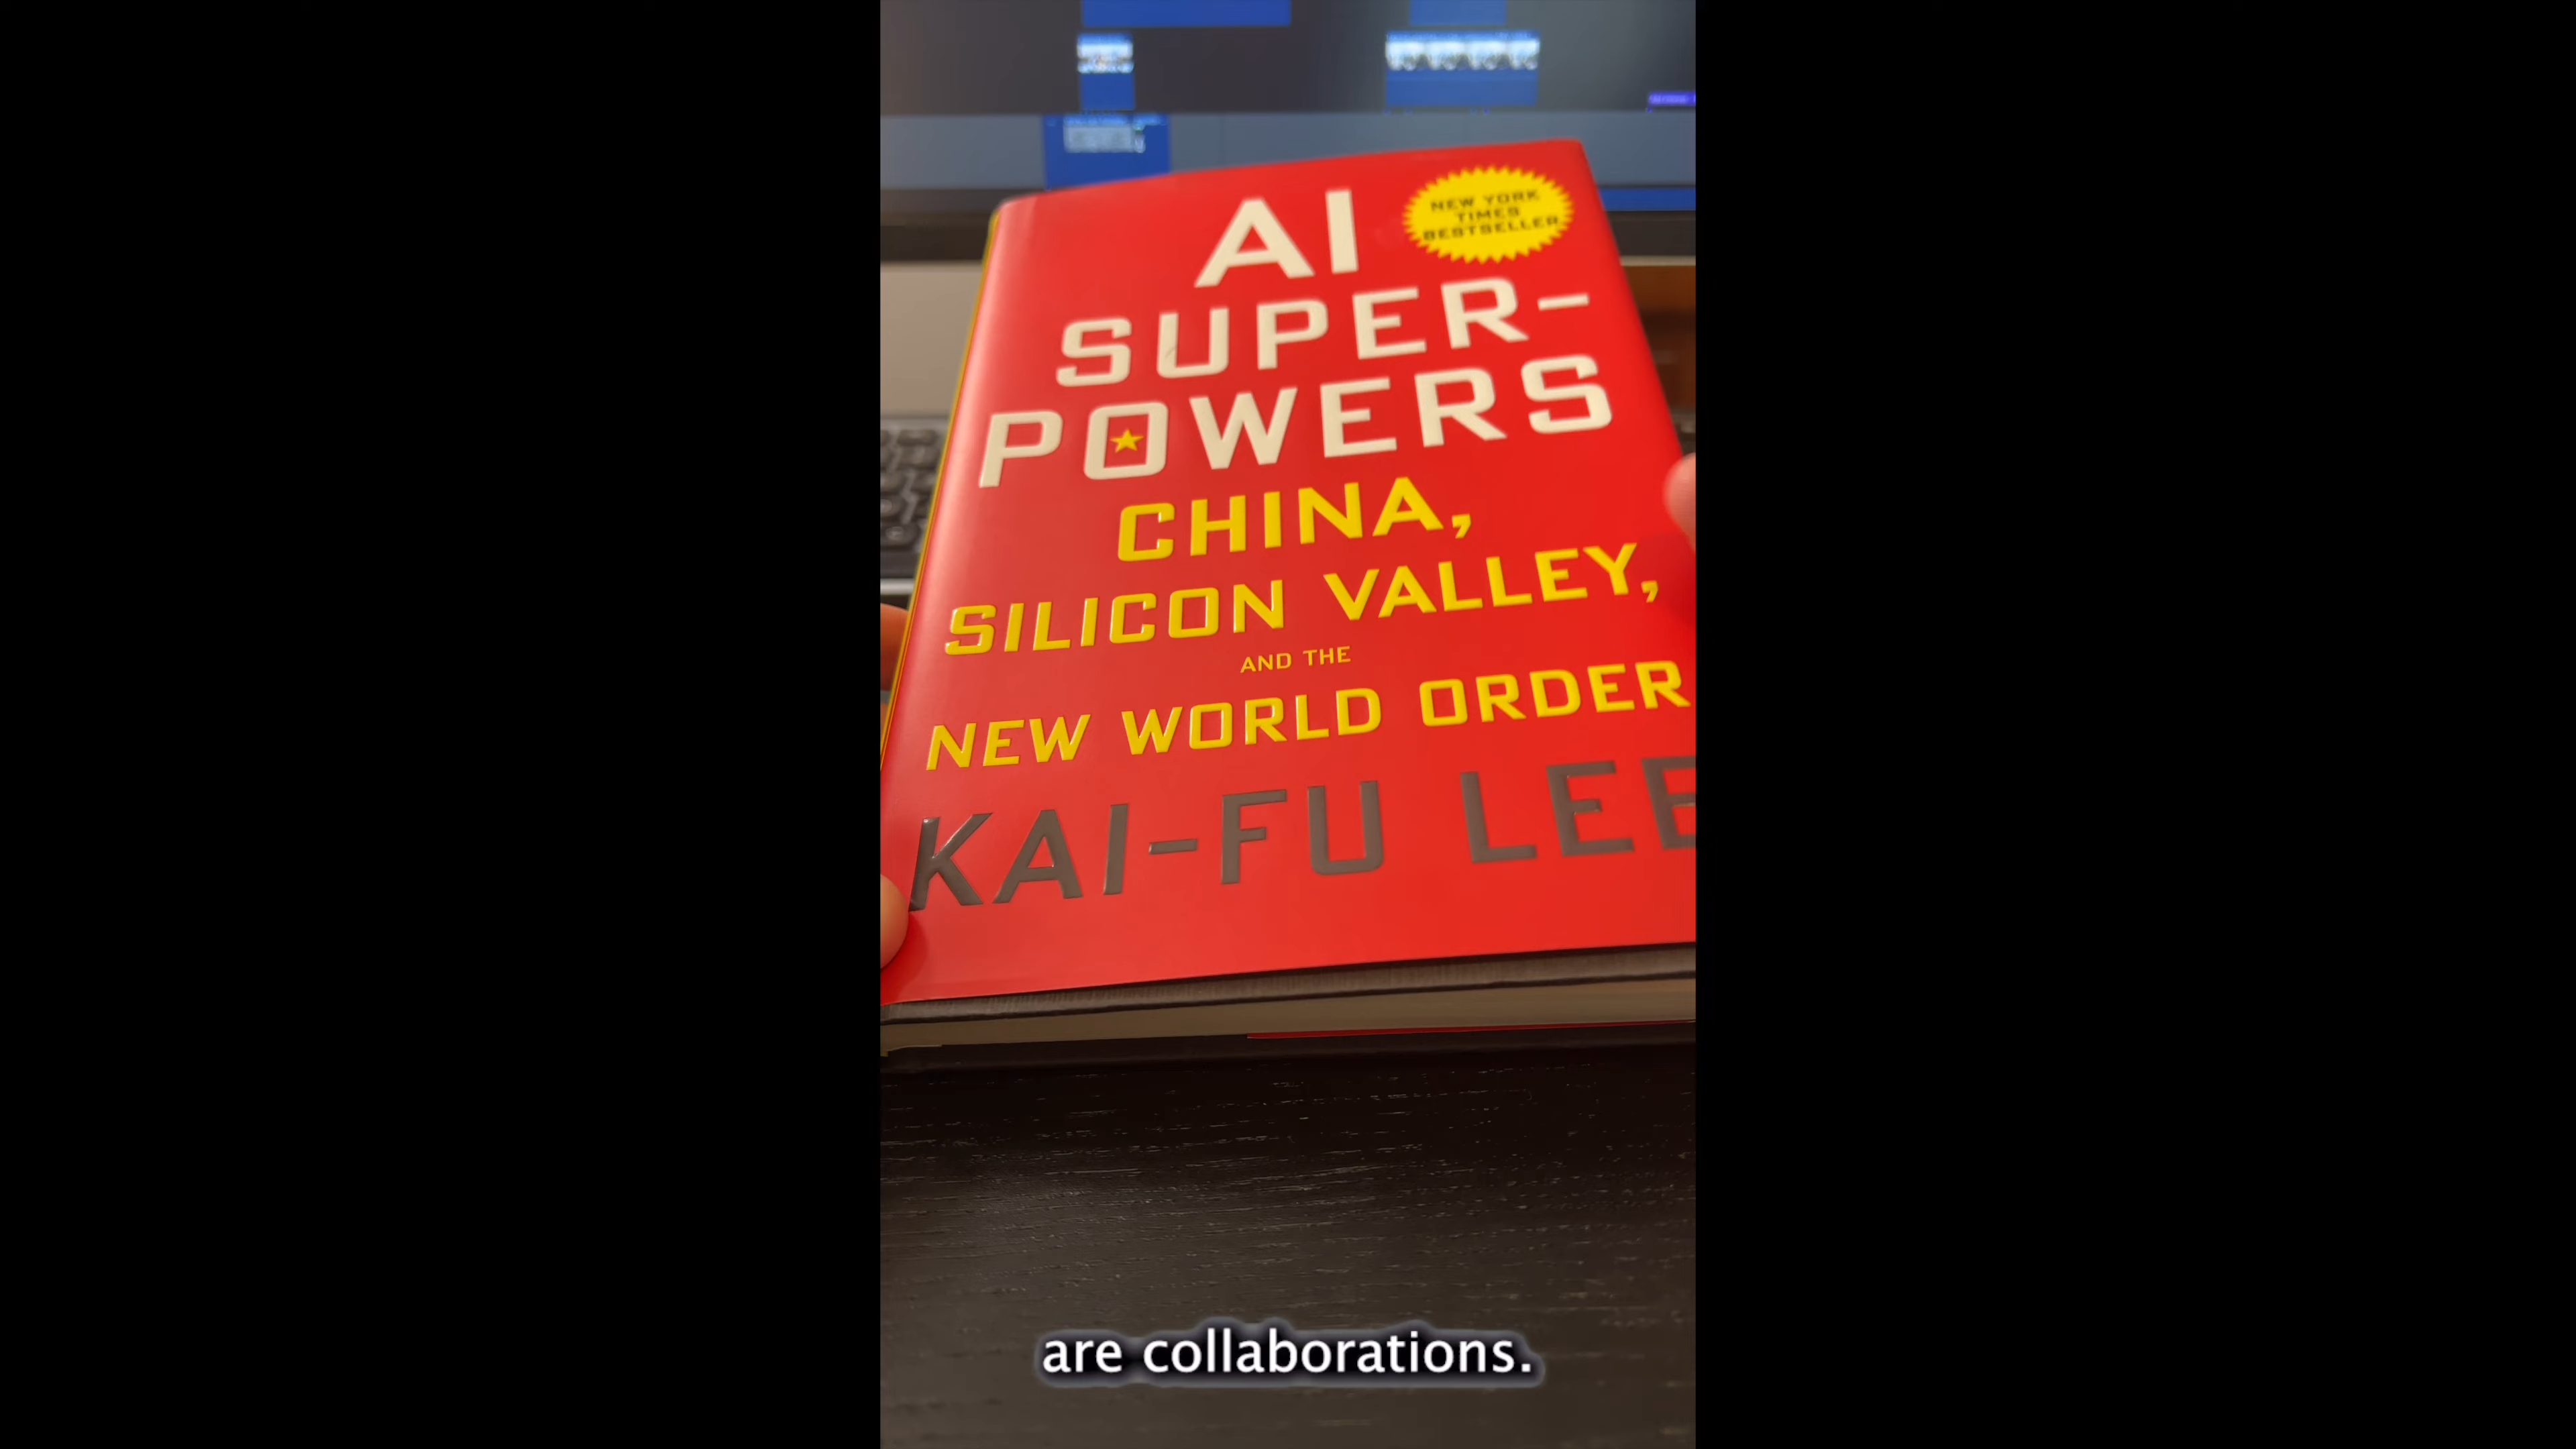 NEW YORK
TIMES
BESTSELLER
AI
SUPER-
POWERS
CHINA,
SILICON VALLEY,
AND THE
NEW WORLD ORDER
KAI-FU LEE
are collaborations.